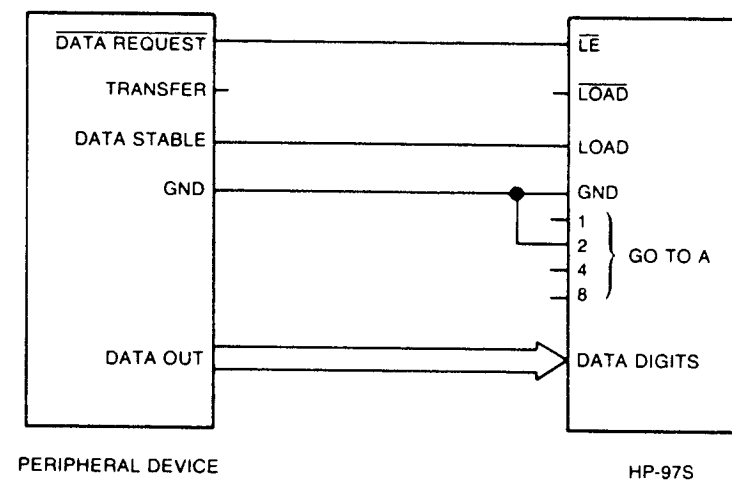 DATA REQUEST
LE
TRANSFER
LOAD
DATA STABLE
LOAD
GND
GND
1
2
4
8
GO TO A
DATA OUT
DATA DIGITS
PERIPHERAL DEVICE
HP-97S